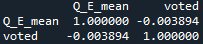 Q_E_mean voted
Q_E_mean 1.000000 -0.003894
voted -0.003894 1.000000